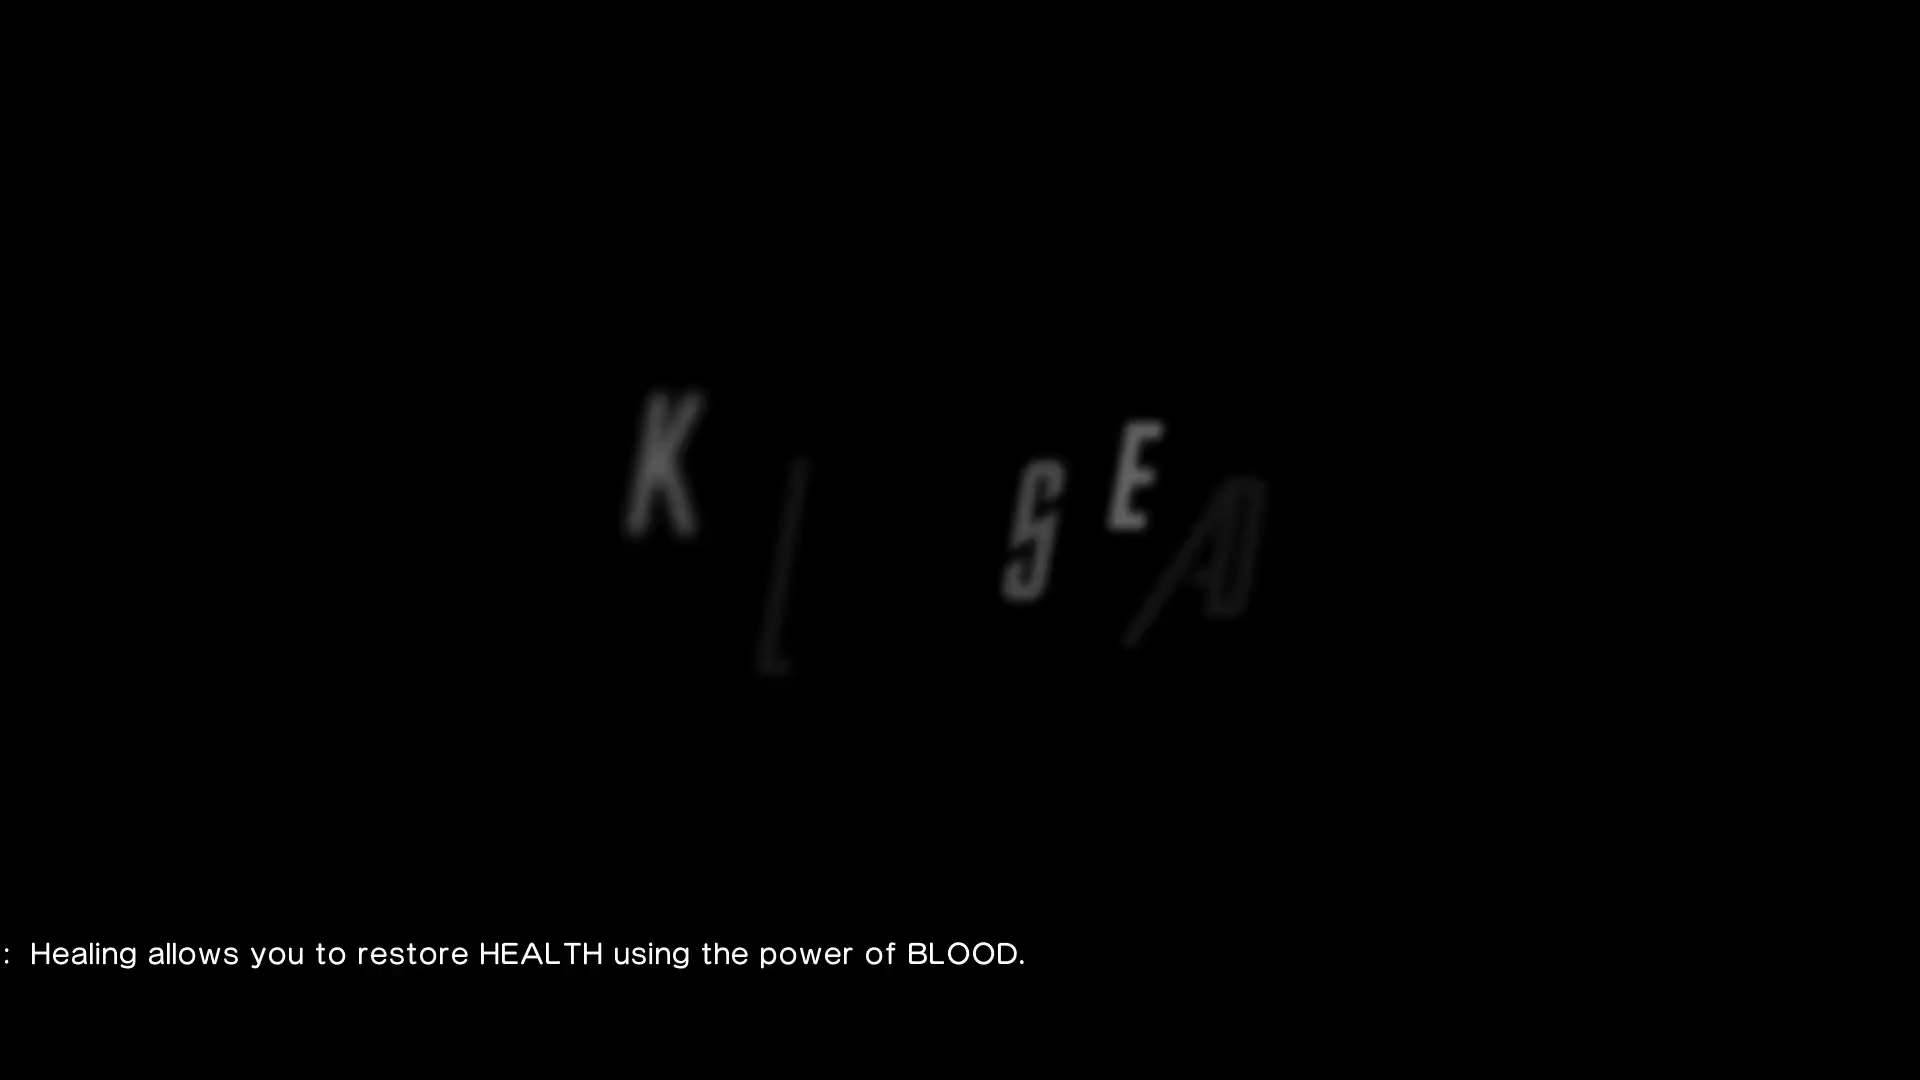 K L S E A
: Healing allows you to restore HEALTH using the power of BLOOD.